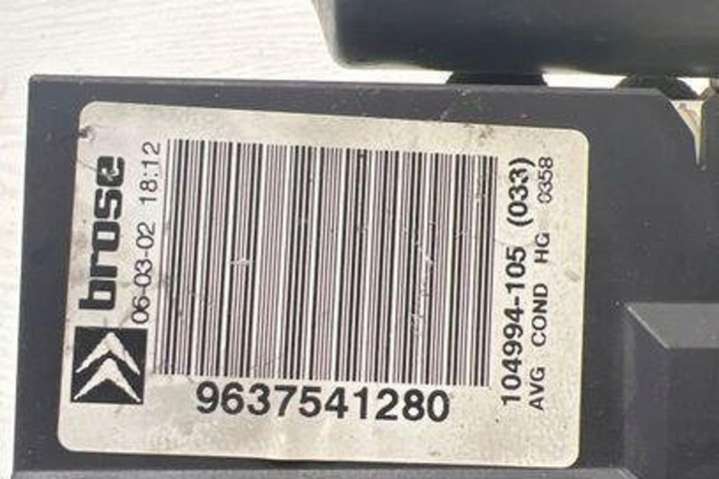 brose
06-03-02 18:12
9637541280
104994-105 (033)
AVG COND HG 0358